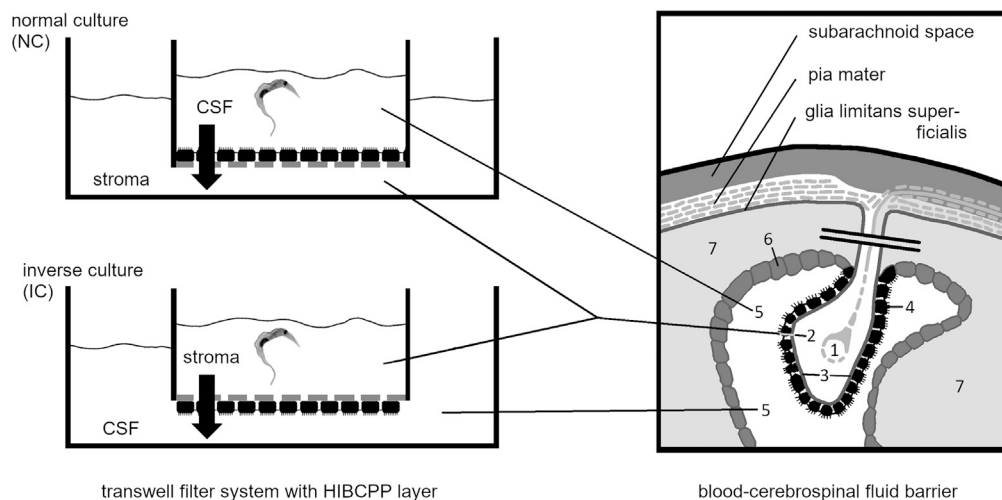 normal culture
(NC)
CSF
stroma
inverse culture
(IC)
stroma
CSF
transwell filter system with HIBCPP layer
subarachnoid space
pia mater
glia limitans super-
ficialis
7
6
5
4
2
1
3
7
5
blood-cerebrospinal fluid barrier